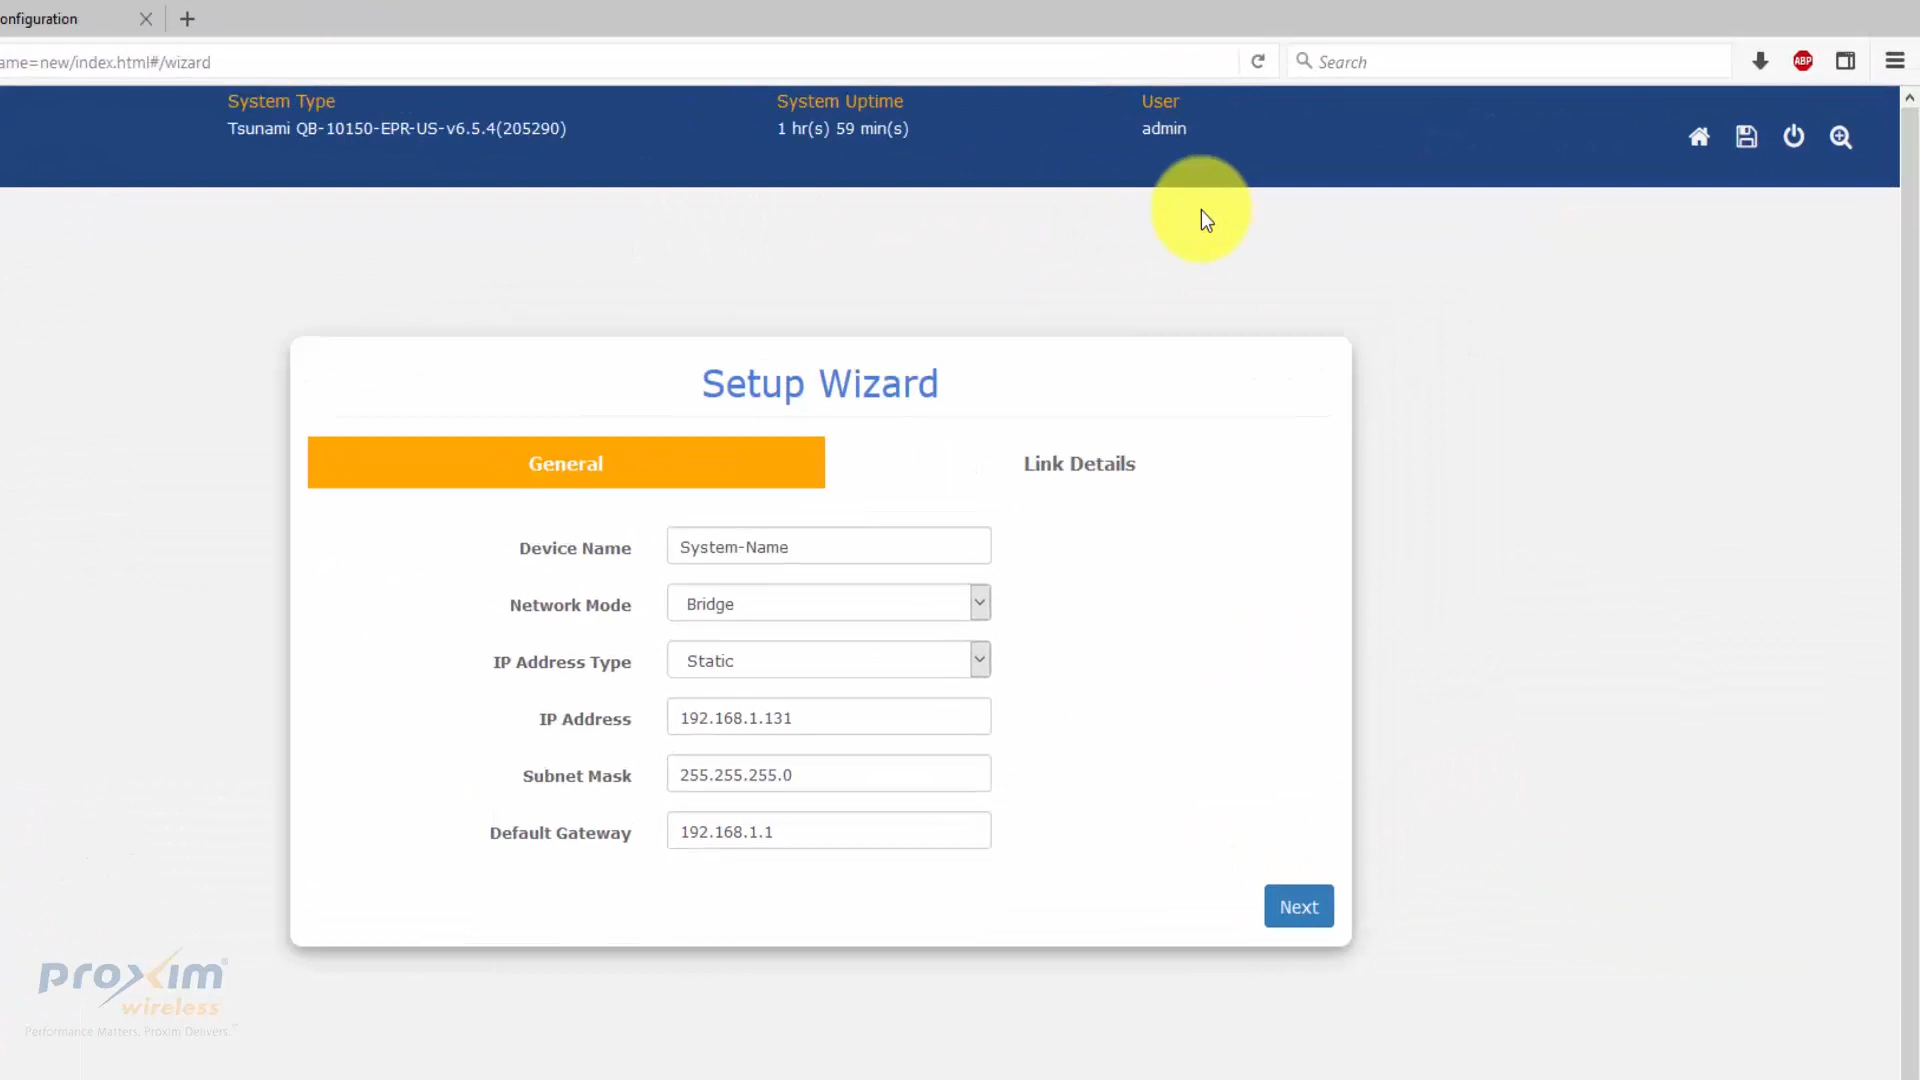 onfiguration
ame=new/index.html#/wizard
Search
ABP
System Type
System Uptime
User
Tsunami QB-10150-EPR-US-v6.5.4(205290)
1 hr(s) 59 min(s)
admin
Setup Wizard
General
Link Details
Device Name
System-Name
Network Mode
Bridge
IP Address Type
Static
IP Address
192.168.1.131
Subnet Mask
255.255.255.0
Default Gateway
192.168.1.1
Next
proxim®
wireless
Performance Matters. Proxim Delivers.™